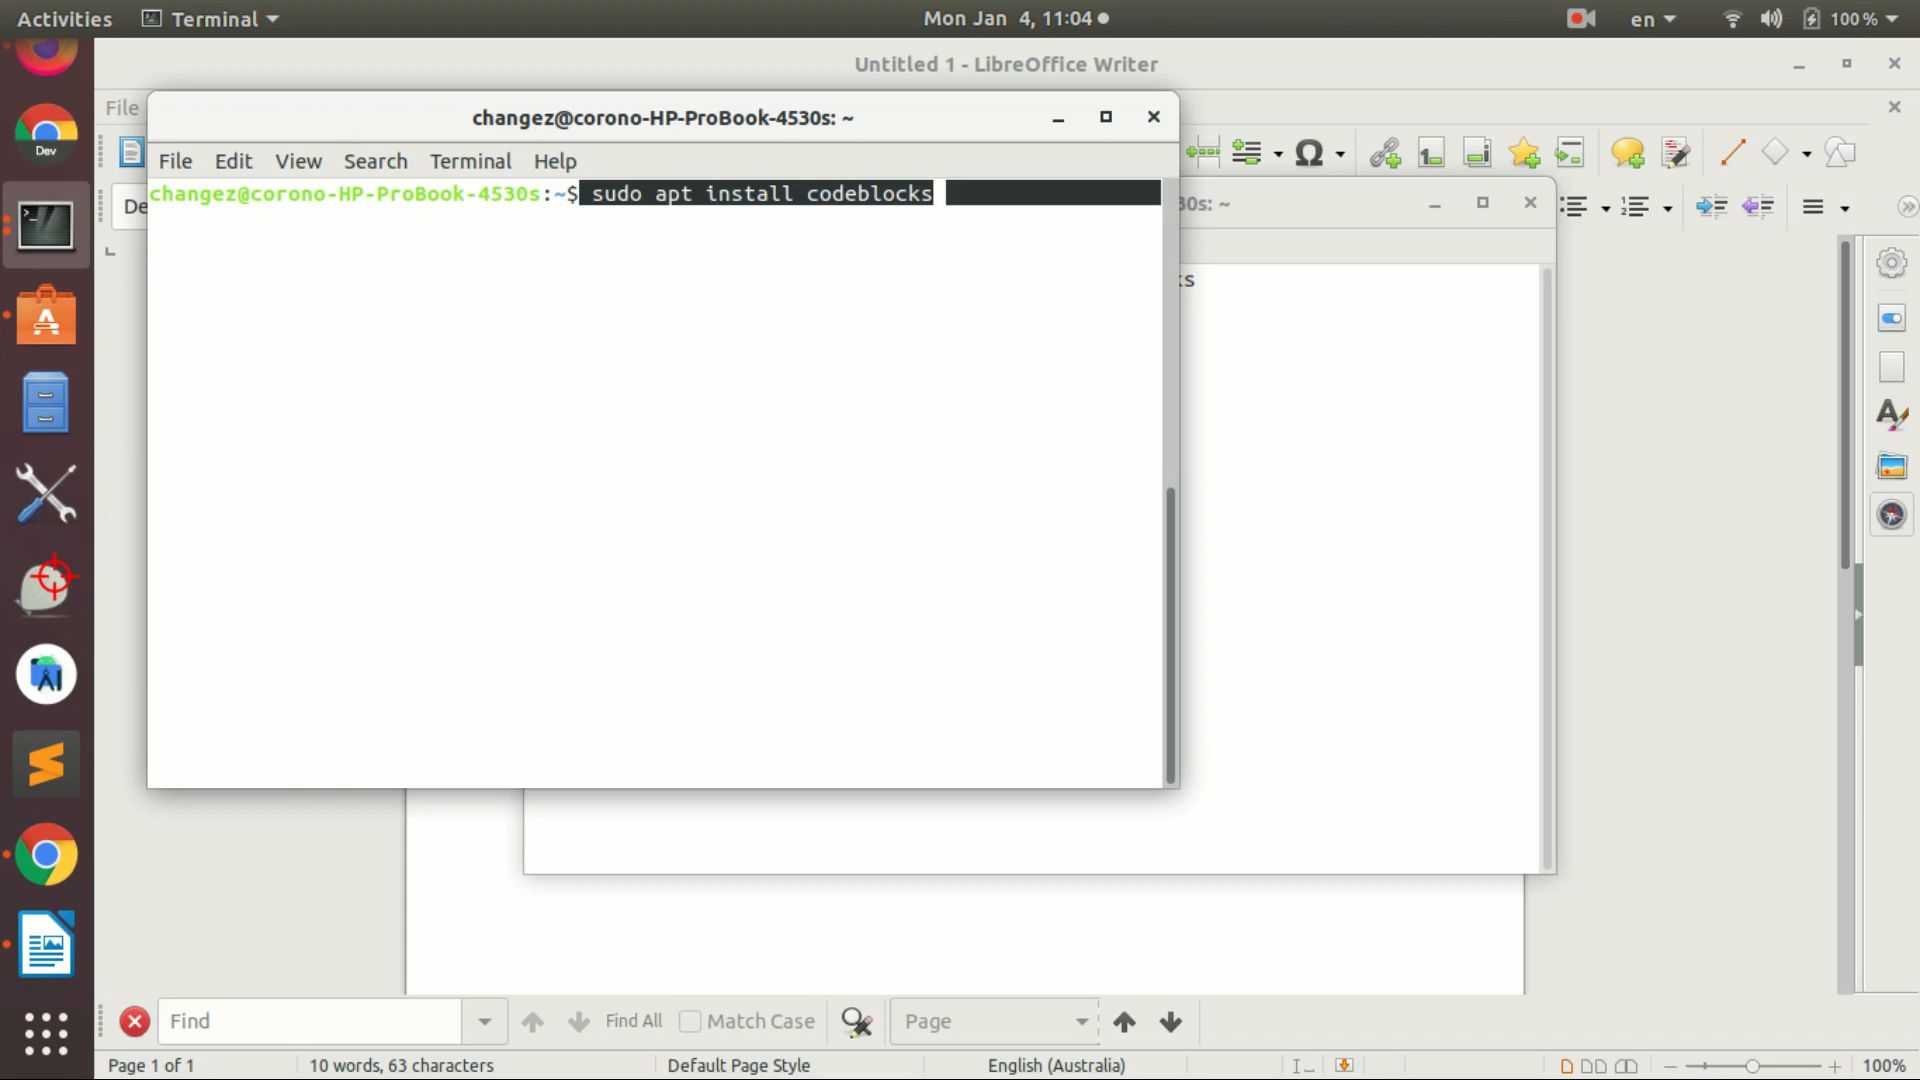 Activities Terminal Mon Jan 4, 11:04 en 100 %
Untitled 1 - LibreOffice Writer
File
changez@corono-HP-ProBook-4530s: ~
Dev
File Edit View Search Terminal Help
changez@corono-HP-ProBook-4530s:~$ sudo apt install codeblocks
De
30s: ~
ks
Find
Find All
Match Case
Page
Page 1 of 1
10 words, 63 characters
Default Page Style
English (Australia)
100%